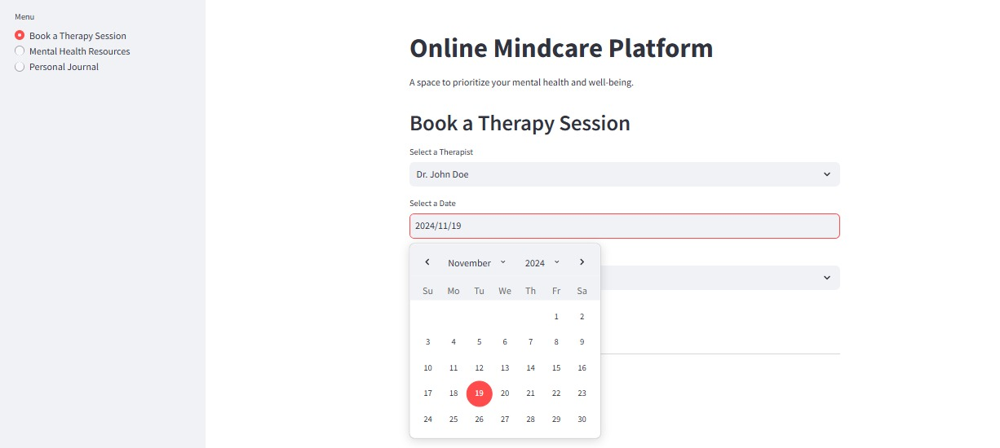 Menu
Book a Therapy Session
Mental Health Resources
Personal Journal
Online Mindcare Platform
A space to prioritize your mental health and well-being.
Book a Therapy Session
Select a Therapist
Dr. John Doe
Select a Date
2024/11/19
November 2024
Su Mo Tu We Th Fr Sa
1 2
3 4 5 6 7 8 9
10 11 12 13 14 15 16
17 18 19 20 21 22 23
24 25 26 27 28 29 30